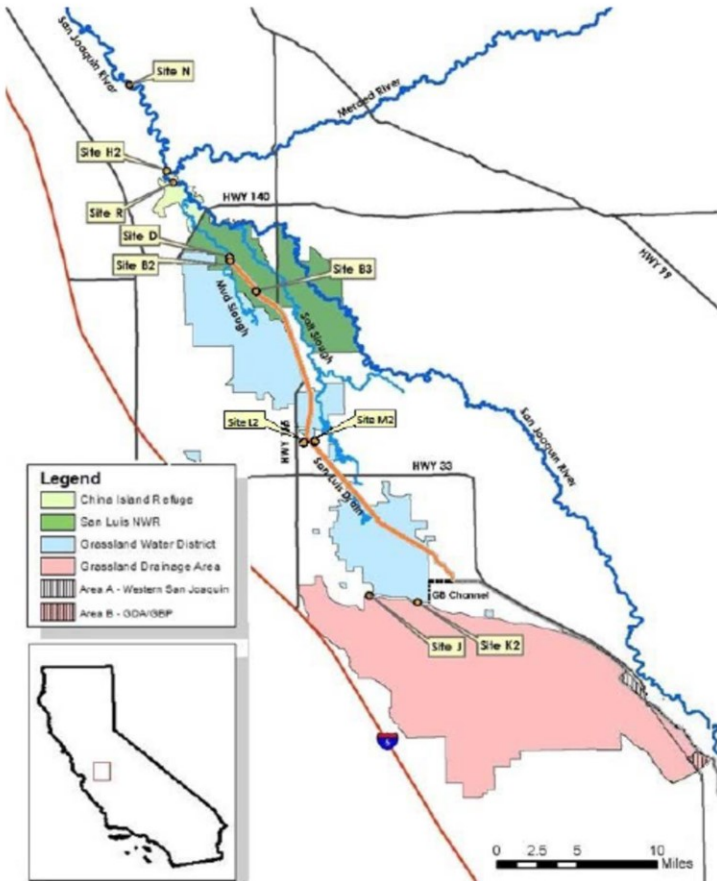 San Joaquin River
Site N
Merced River
Site H2
Site R
HWY 140
Site D
Site B2
Site B3
HWY 99
Mud Slough
Salt Slough
Site L2
Site M2
San Joaquin River
HWY 33
San Luis Drain
Legend
China Island Refuge
San Luis NWR
Grassland Water District
Grassland Drainage Area
Area A - Western San Joaquin
Area B - GDA/GBP
GB Channel
Site J
Site K2
5
0 2.5 5 10
Miles